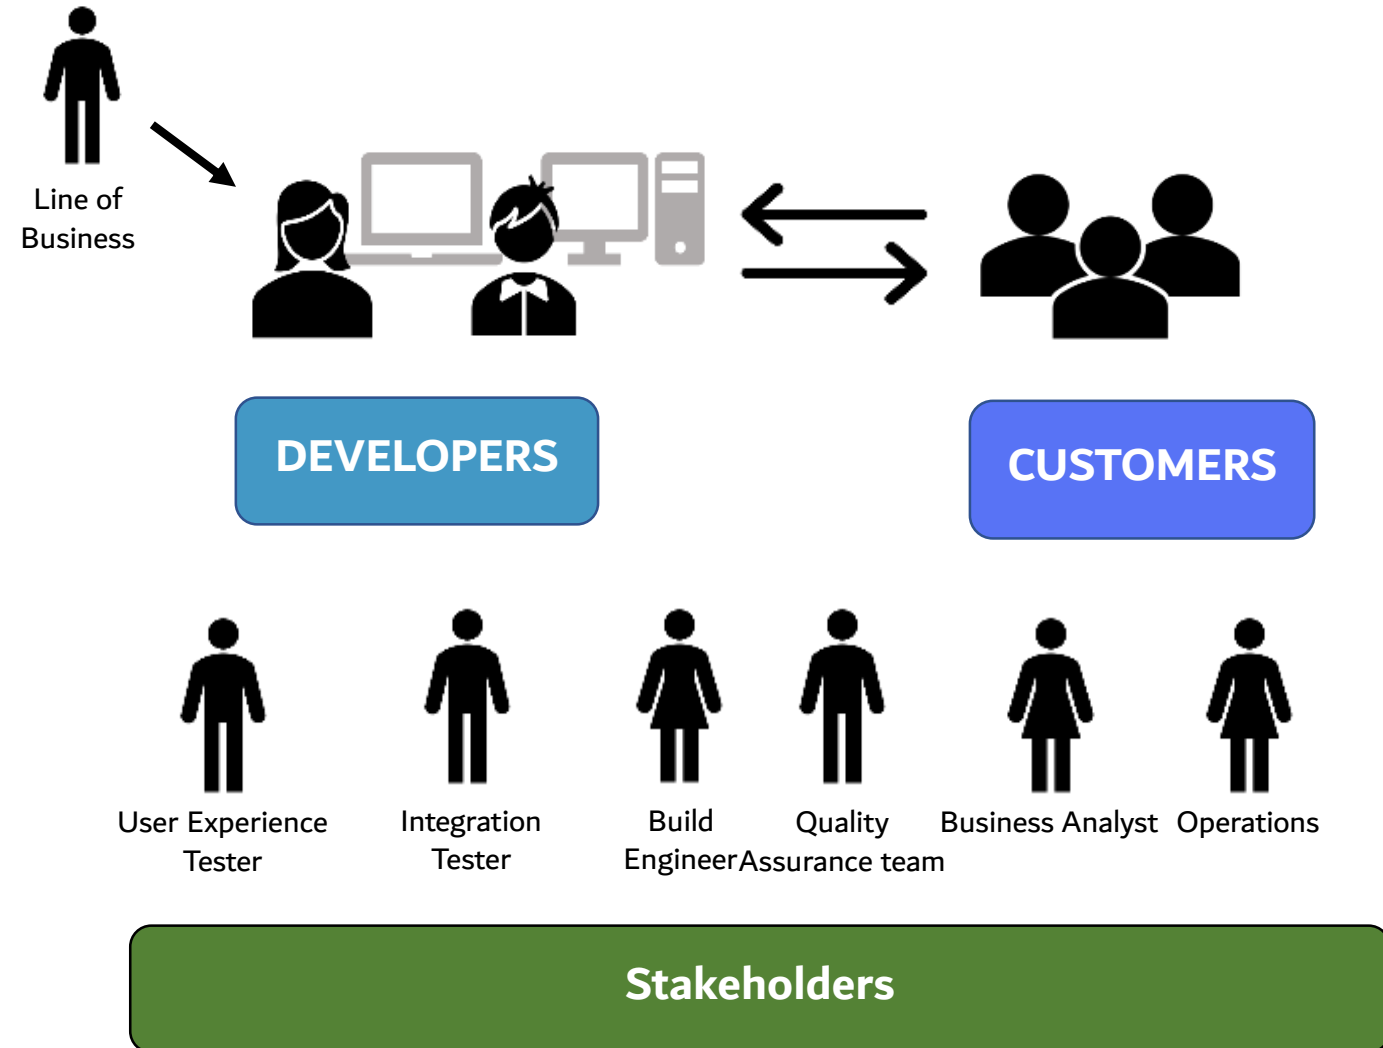 Line of
Business
DEVELOPERS
CUSTOMERS
User Experience
Tester
Integration
Tester
Build
Engineer
Quality
Assurance team
Business Analyst
Operations
Stakeholders